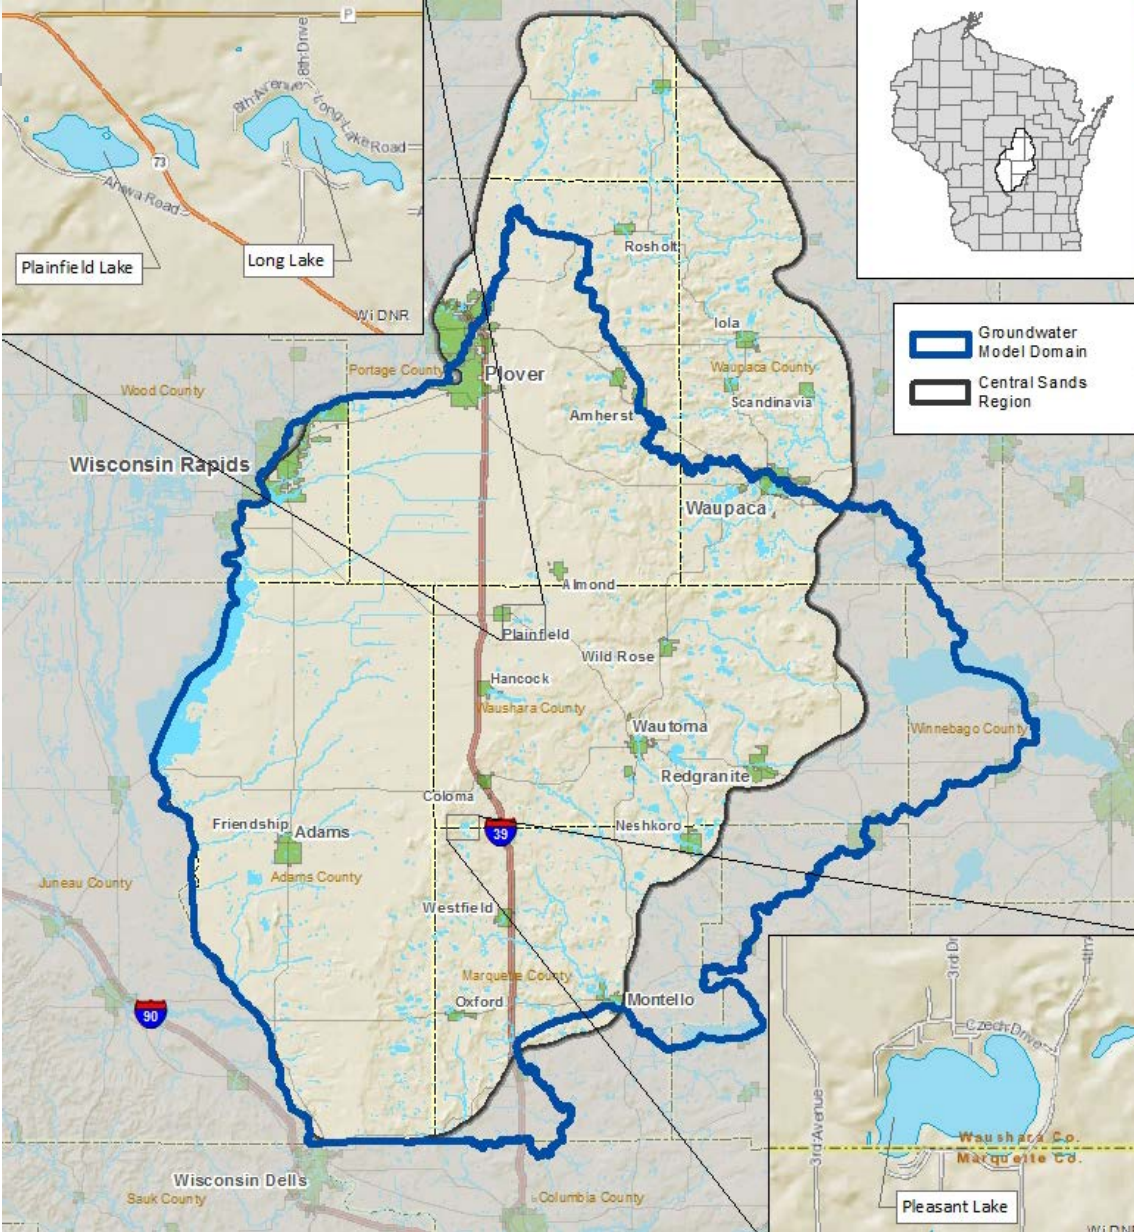 P
8th Drive
8th Avenue
Long Lake Road
73
Ahwa Road
Plainfield Lake
Long Lake
Wi DNR
Groundwater
Model Domain
Central Sands
Region
Rosholt
Iola
Portage County
Plover
Waupaca County
Wood County
Scandinavia
Amherst
Wisconsin Rapids
Waupaca
Almond
Plainfield
Wild Rose
Hancock
Waushara County
Wautoma
Winnebago County
Redgranite
Coloma
Friendship
Adams
39
Neshkoro
Adams County
Juneau County
Westfield
Marquette County
Oxford
Montello
90
3rd Dr
Czech Drive
3rd Avenue
Waushara Co.
Marquette Co.
Wisconsin Dells
Sauk County
Columbia County
Pleasant Lake